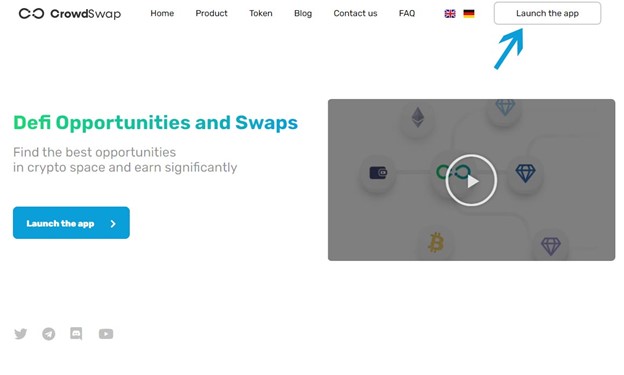 CrowdSwap
Home Product Token Blog Contact us FAQ Launch the app
Defi Opportunities and Swaps
Find the best opportunities
in crypto space and earn significantly
Launch the app